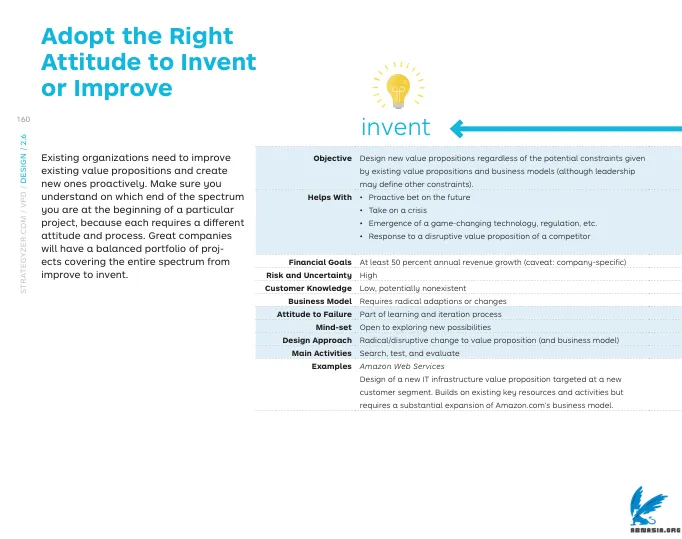 Adopt the Right
Attitude to Invent
or Improve
160
STRATEGYZER.COM / VPD / DESIGN / 2.6
Existing organizations need to improve
existing value propositions and create
new ones proactively. Make sure you
understand on which end of the spectrum
you are at the beginning of a particular
project, because each requires a different
attitude and process. Great companies
will have a balanced portfolio of proj-
ects covering the entire spectrum from
improve to invent.
invent
Objective Design new value propositions regardless of the potential constraints given
by existing value propositions and business models (although leadership
may define other constraints).
Helps With • Proactive bet on the future
• Take on a crisis
• Emergence of a game-changing technology, regulation, etc.
• Response to a disruptive value proposition of a competitor
Financial Goals At least 50 percent annual revenue growth (caveat: company-specific)
Risk and Uncertainty High
Customer Knowledge Low, potentially nonexistent
Business Model Requires radical adaptions or changes
Attitude to Failure Part of learning and iteration process
Mind-set Open to exploring new possibilities
Design Approach Radical/disruptive change to value proposition (and business model)
Main Activities Search, test, and evaluate
Examples Amazon Web Services
Design of a new IT infrastructure value proposition targeted at a new
customer segment. Builds on existing key resources and activities but
requires a substantial expansion of Amazon.com's business model.
ABNASIA.ORG